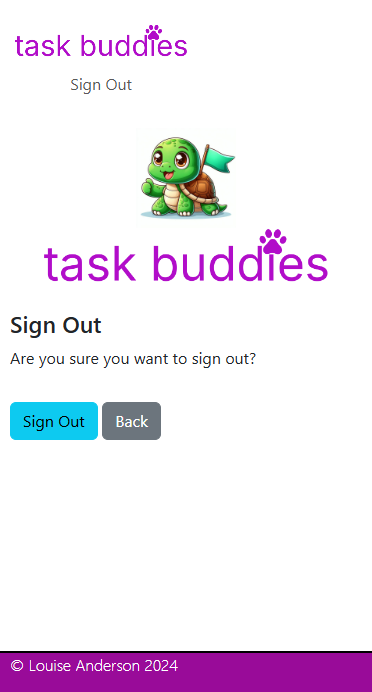 task buddies
Sign Out
task buddies
Sign Out
Are you sure you want to sign out?
Sign Out Back
© Louise Anderson 2024